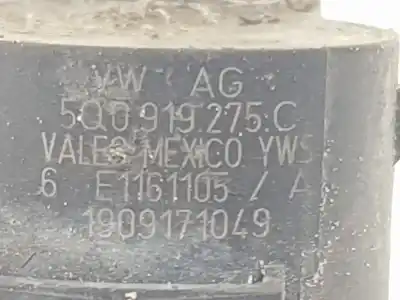 VW AG
5Q0.919.275.C
VALEO MEXICO YWS
6 E1161105 / A
1909171049